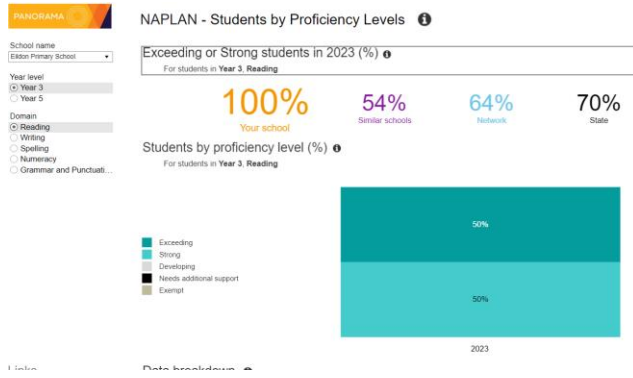 PANORAMA
NAPLAN - Students by Proficiency Levels
School name
Eildon Primary School
Year level
Year 3
Year 5
Domain
Reading
Writing
Spelling
Numeracy
Grammar and Punctuati...
Exceeding or Strong students in 2023 (%)
For students in Year 3, Reading
100%
Your school
54%
Similar schools
64%
Network
70%
State
Students by proficiency level (%)
For students in Year 3, Reading
Exceeding
Strong
Developing
Needs additional support
Exempt
50%
50%
2023
Links
Data breakdown